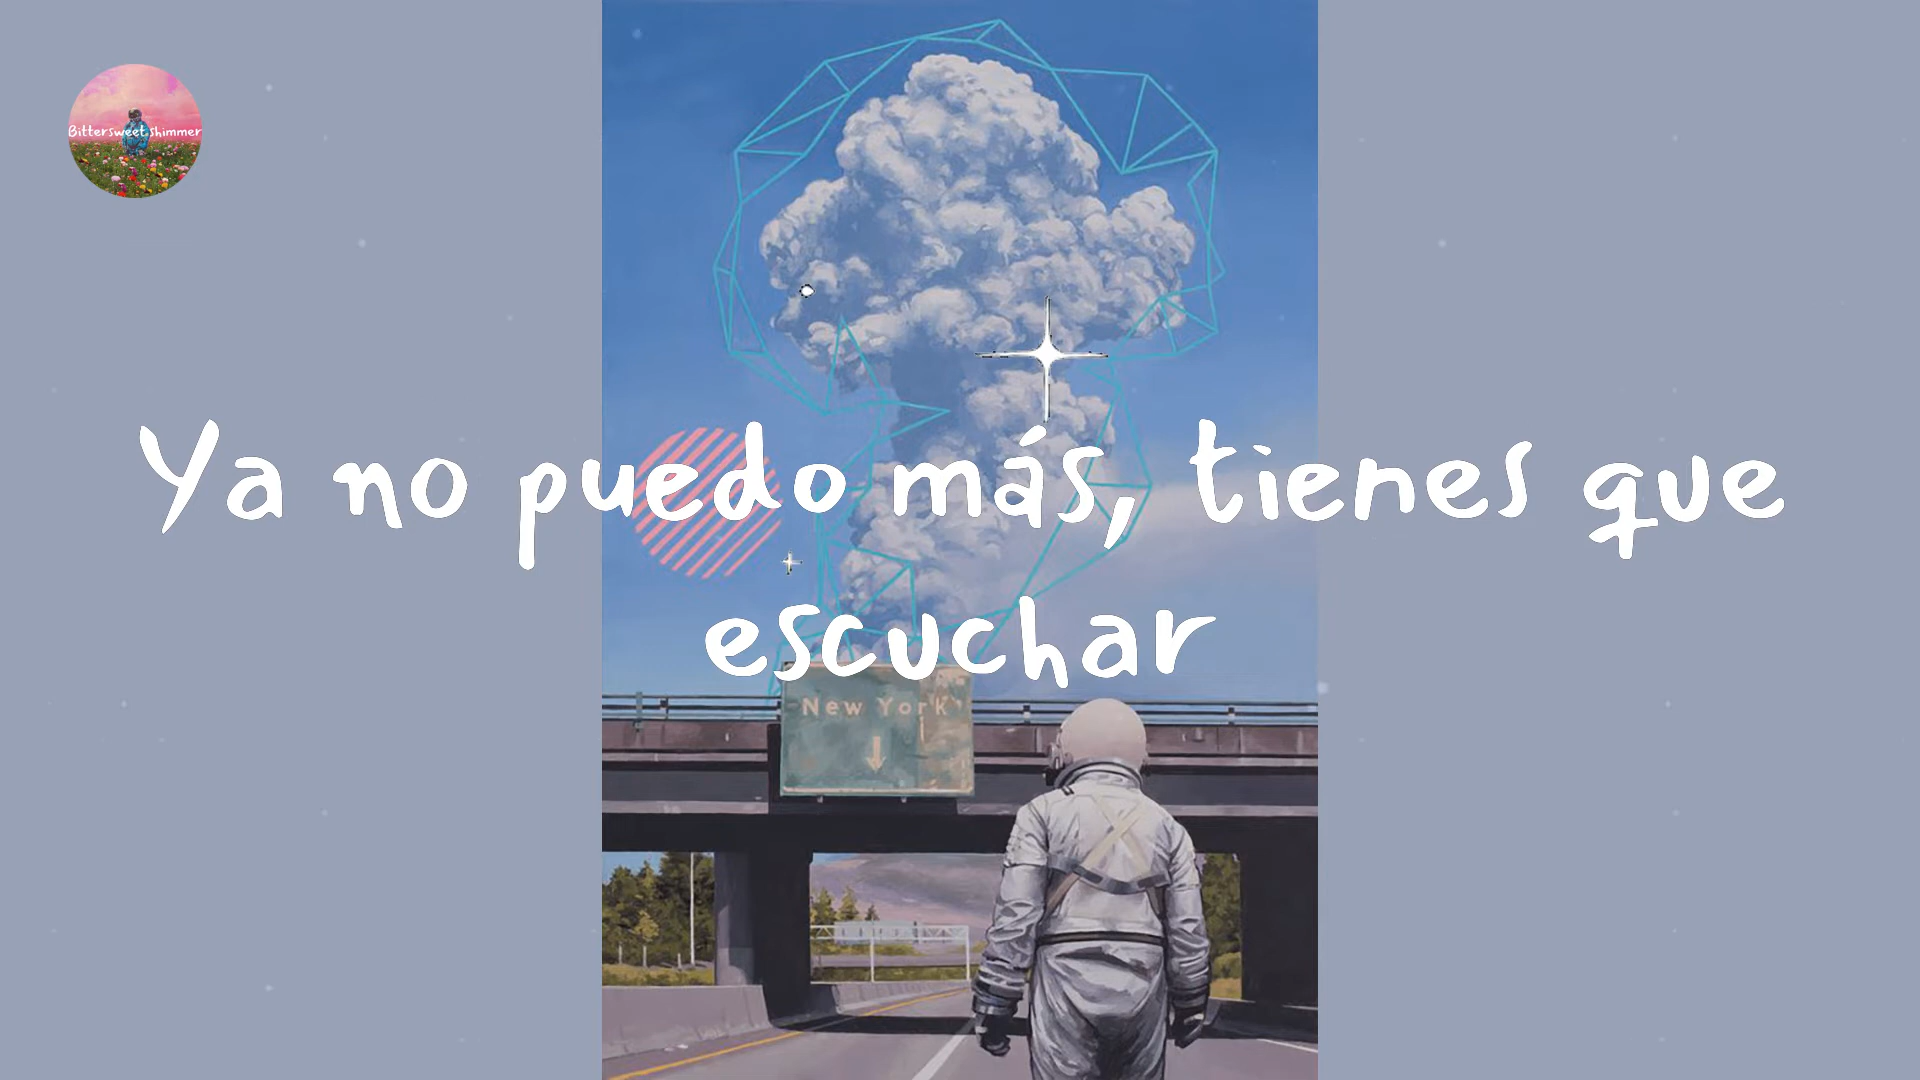 Bittersweet shimmer
Ya no puedo más, tienes que
escuchar
New York